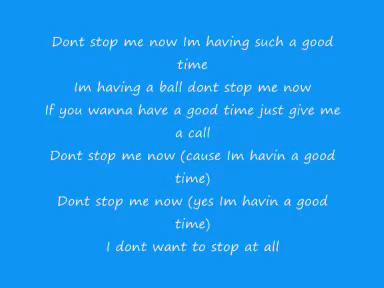 Dont stop me now Im having such a good
time
Im having a ball dont stop me now
If you wanna have a good time just give me
a call
Dont stop me now (cause Im havin a good
time)
Dont stop me now (yes Im havin a good
time)
I dont want to stop at all